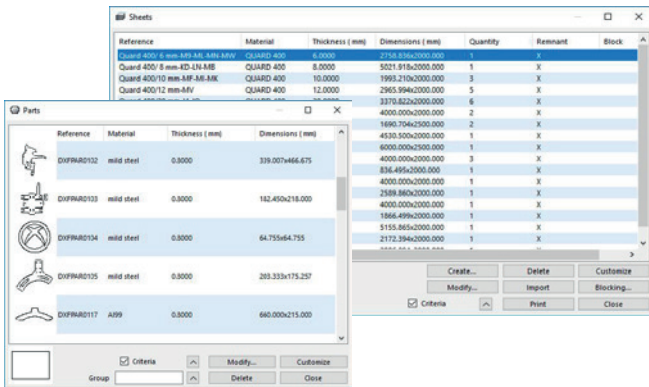 Sheets
Reference Material Thickness ( mm) Dimensions ( mm) Quantity Remnant Block
Quard 400/ 6 mm-M9-ML-MN-MW QUARD 400 6.0000 2758.836x2000.000 1 X
Quard 400/ 8 mm-KD-LN-MB QUARD 400 8.0000 5021.918x2000.000 1 X
Quard 400/10 mm-MF-MI-MK QUARD 400 10.0000 1993.210x2000.000 3 X
Quard 400/12 mm-MV QUARD 400 12.0000 2965.994x2000.000 5 X
3370.822x2000.000 6 X
4000.000x2000.000 2 X
1690.704x2500.000 2 X
4530.500x2000.000 1 X
6000.000x2500.000 1 X
4000.000x2000.000 3 X
836.495x2000.000 1 X
4000.000x2000.000 1 X
2589.860x2000.000 1 X
4000.000x2000.000 1 X
1866.499x2000.000 1 X
5155.865x2000.000 1 X
2172.394x2000.000 1 X
Create... Delete Customize
Modify... Import Blocking...
Criteria Print Close
Parts
Reference Material Thickness ( mm) Dimensions ( mm)
DXFPAR0132 mild steel 0.8000 339.007x466.675
DXFPAR0133 mild steel 0.8000 182.450x218.000
DXFPAR0134 mild steel 0.8000 64.755x64.755
DXFPAR0135 mild steel 0.8000 203.333x175.257
DXFPAR0117 A899 0.8000 660.000x215.000
Criteria Modify... Customize
Group Delete Close